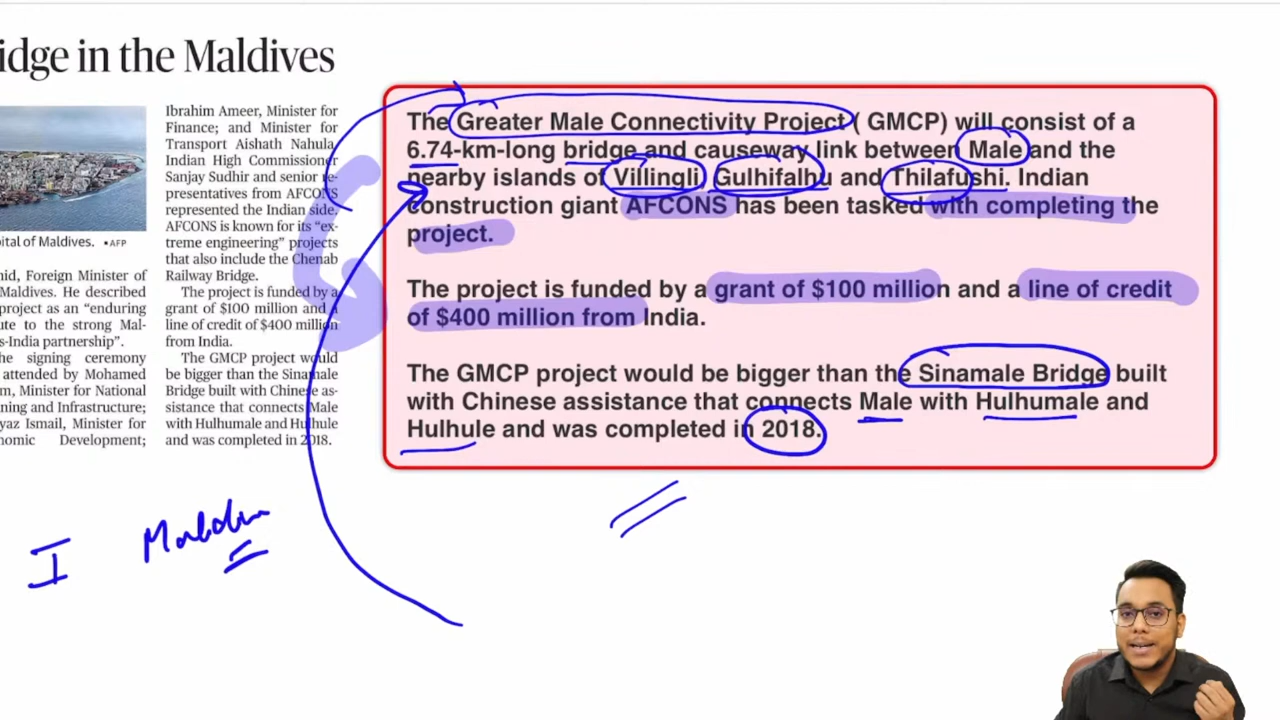 idge in the Maldives
ital of Maldives. •AFP
nid, Foreign Minister of
Maldives. He described
project as an “enduring
ute to the strong Mal-
s-India partnership”.
he signing ceremony
attended by Mohamed
m, Minister for National
ning and Infrastructure;
yaz Ismail, Minister for
nomic Development;
Ibrahim Ameer, Minister for
Finance; and Minister for
Transport Aishath Nahula.
Indian High Commissioner
Sanjay Sudhir and senior re-
presentatives from AFCONS
represented the Indian side.
AFCONS is known for its “ex-
treme engineering” projects
that also include the Chenab
Railway Bridge.
The project is funded by a
grant of $100 million and a
line of credit of $400 million
from India.
The GMCP project would
be bigger than the Sinamale
Bridge built with Chinese as-
sistance that connects Male
with Hulhumale and Hulhule
and was completed in 2018.
The Greater Male Connectivity Project ( GMCP) will consist of a
6.74-km-long bridge and causeway link between Male and the
nearby islands of Villingli Gulhifalhu and Thilafushi. Indian
construction giant AFCONS has been tasked with completing the
project.
The project is funded by a grant of $100 million and a line of credit
of $400 million from India.
The GMCP project would be bigger than the Sinamale Bridge built
with Chinese assistance that connects Male with Hulhumale and
Hulhule and was completed in 2018.
I